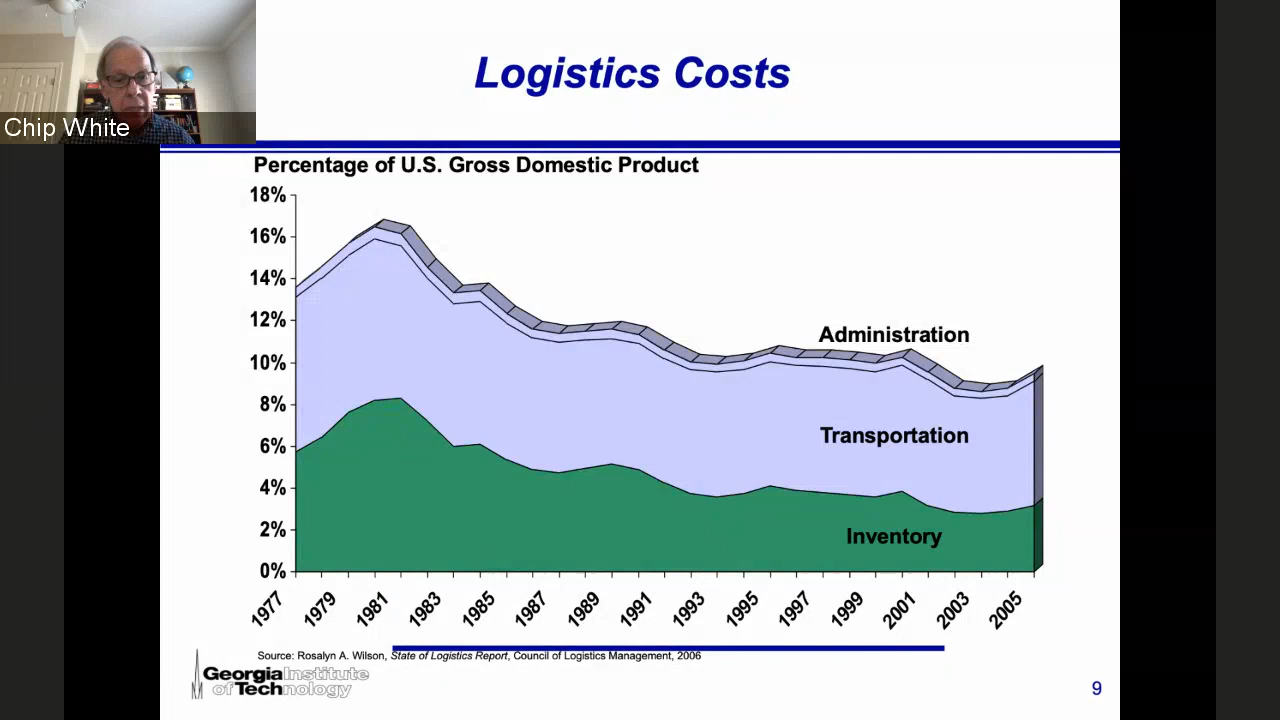 Chip White
Logistics Costs
Percentage of U.S. Gross Domestic Product
18%
16%
14%
12%
10%
8%
6%
4%
2%
0%
Administration
Transportation
Inventory
1977
1979
1981
1983
1985
1987
1989
1991
1993
1995
1997
1999
2001
2003
2005
Source: Rosalyn A. Wilson, State of Logistics Report, Council of Logistics Management, 2006
Georgia Institute
of Technology
9